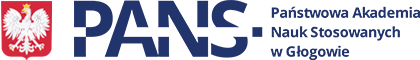 PANS
Państwowa Akademia
Nauk Stosowanych
w Głogowie